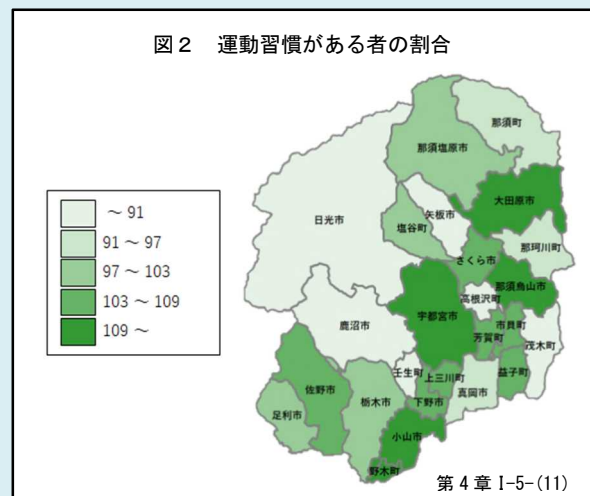 図２　運動習慣がある者の割合
～ 91
91 ～ 97
97 ～ 103
103 ～ 109
109 ～
那須町
那須塩原市
大田原市
矢板市
日光市
塩谷町
那珂川町
さくら市
那須烏山市
高根沢町
宇都宮市
市貝町
鹿沼市
芳賀町
茂木町
壬生町
上三川町
益子町
佐野市
下野市
真岡市
栃木市
足利市
小山市
野木町
第４章Ⅰ-5-(11)